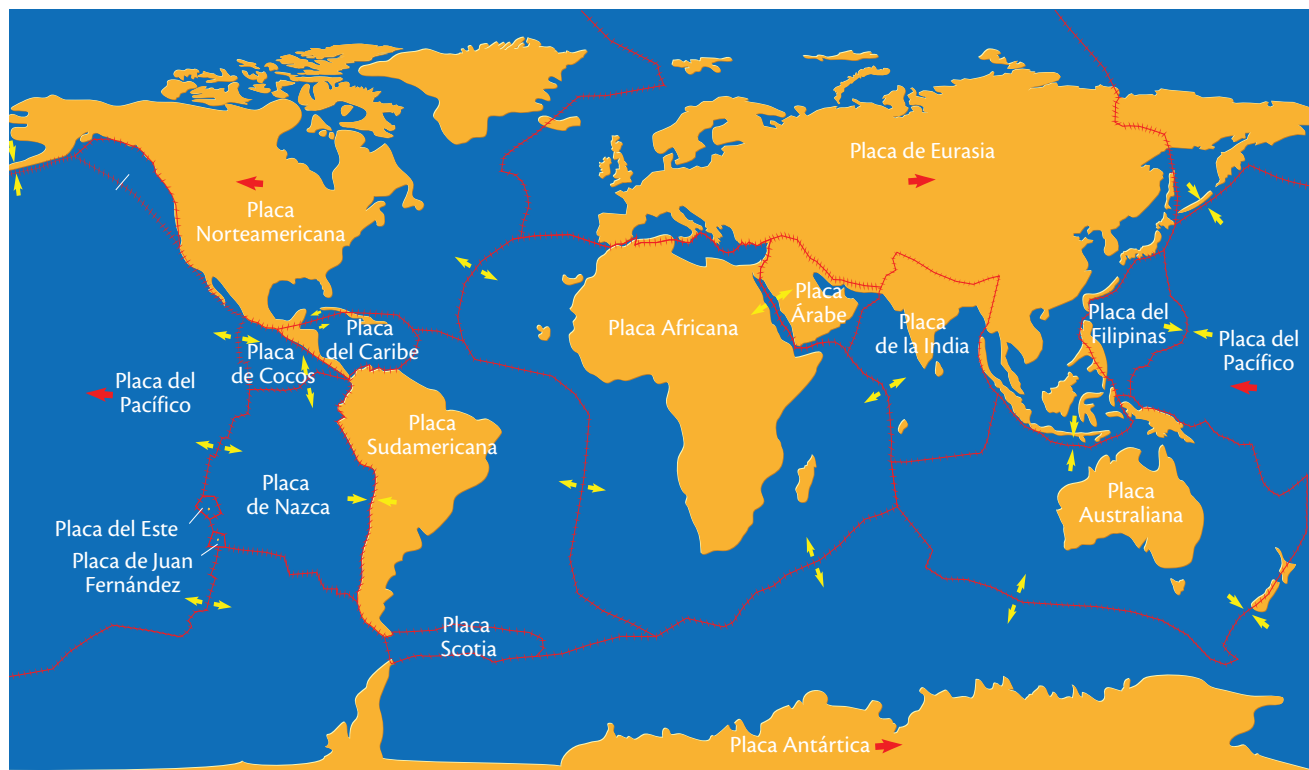 Placa de Eurasia
Placa
Norteamericana
Placa
Árabe
Placa del
Filipinas
Placa Africana
Placa
del Caribe
Placa
de la India
Placa
de Cocos
Placa del
Pacífico
Placa del
Pacífico
Placa
Sudamericana
Placa
de Nazca
Placa
Australiana
Placa del Este
Placa de Juan
Fernández
Placa
Scotia
Placa Antártica